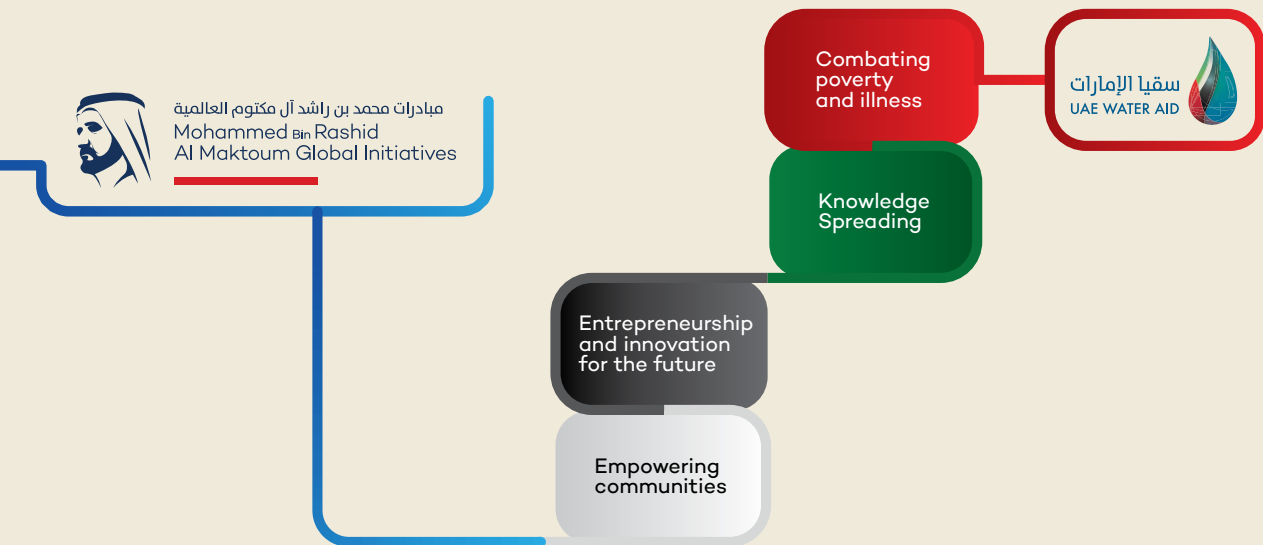 مبادرات محمد بن راشد آل مكتوم العالمية
Mohammed Bin Rashid
Al Maktoum Global Initiatives
Combating
poverty
and illness
سقيا الإمارات
UAE WATER AID
Knowledge
Spreading
Entrepreneurship
and innovation
for the future
Empowering
communities